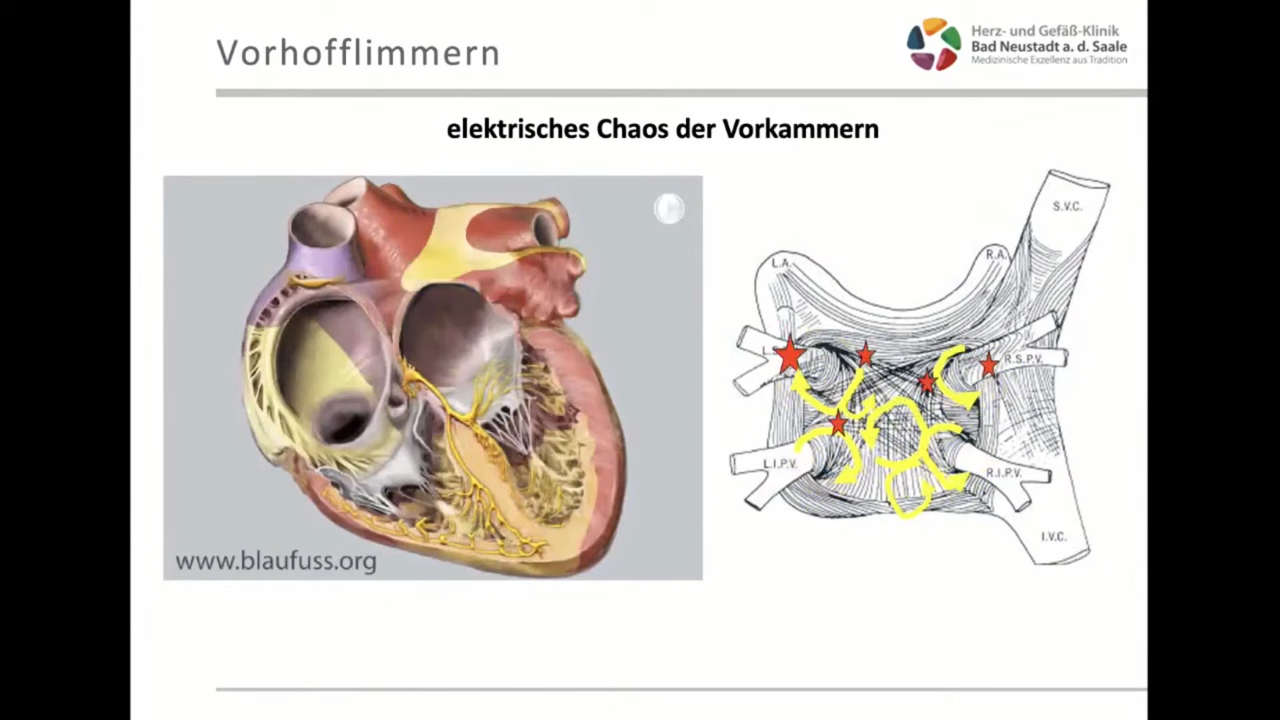 Vorhofflimmern
Herz- und Gefäß-Klinik
Bad Neustadt a. d. Saale
Medizinische Exzellenz aus Tradition
elektrisches Chaos der Vorkammern
www.blaufuss.org
S.V.C.
L.A.
R.A.
L.
R.S.P.V.
L.I.P.V.
R.I.P.V.
I.V.C.